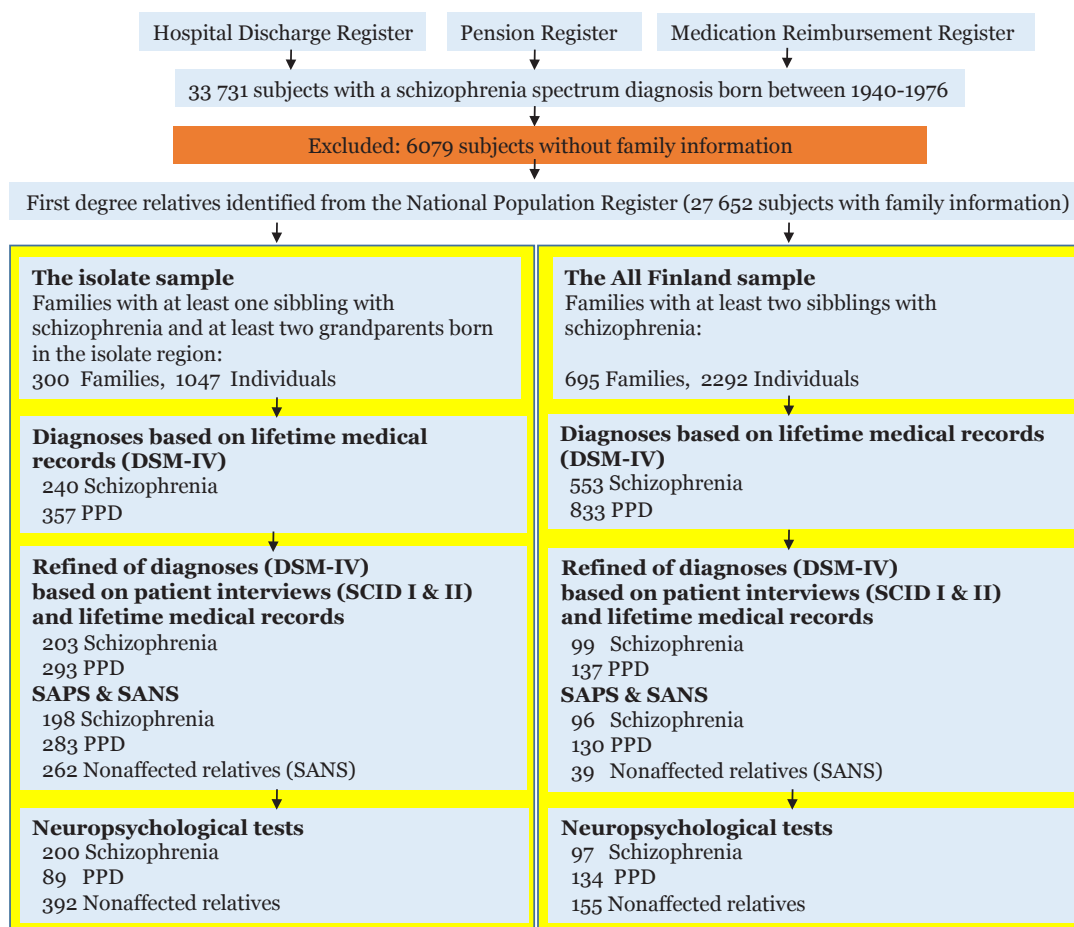 Hospital Discharge Register
Pension Register
Medication Reimbursement Register
33 731 subjects with a schizophrenia spectrum diagnosis born between 1940-1976
Excluded: 6079 subjects without family information
First degree relatives identified from the National Population Register (27 652 subjects with family information)
The isolate sample
Families with at least one sibbling with
schizophrenia and at least two grandparents born
in the isolate region:
300 Families, 1047 Individuals
Diagnoses based on lifetime medical
records (DSM-IV)
240 Schizophrenia
357 PPD
Refined of diagnoses (DSM-IV)
based on patient interviews (SCID I & II)
and lifetime medical records
203 Schizophrenia
293 PPD
SAPS & SANS
198 Schizophrenia
283 PPD
262 Nonaffected relatives (SANS)
Neuropsychological tests
200 Schizophrenia
89 PPD
392 Nonaffected relatives
The All Finland sample
Families with at least two sibblings with
schizophrenia:
695 Families, 2292 Individuals
Diagnoses based on lifetime medical records
(DSM-IV)
553 Schizophrenia
833 PPD
Refined of diagnoses (DSM-IV)
based on patient interviews (SCID I & II)
and lifetime medical records
99 Schizophrenia
137 PPD
SAPS & SANS
96 Schizophrenia
130 PPD
39 Nonaffected relatives (SANS)
Neuropsychological tests
97 Schizophrenia
134 PPD
155 Nonaffected relatives